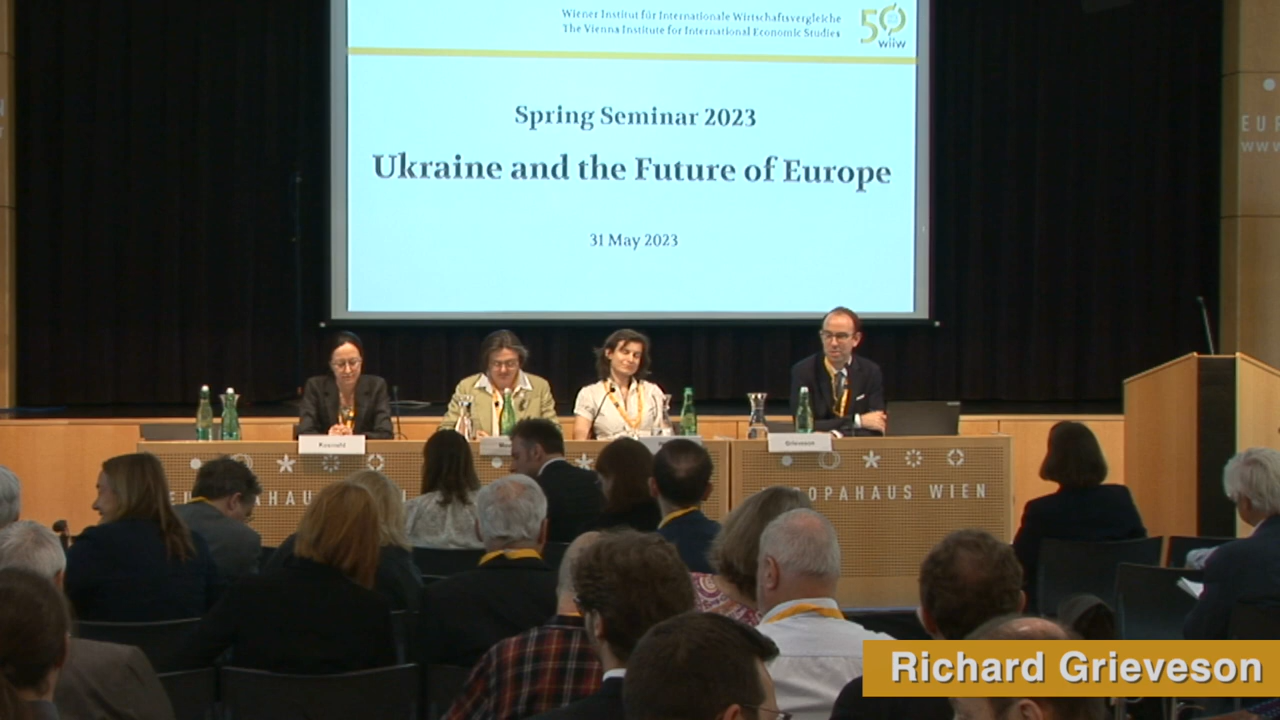 Wiener Institut für Internationale Wirtschaftsvergleiche
The Vienna Institute for International Economic Studies
50
wiiw
Spring Seminar 2023
Ukraine and the Future of Europe
31 May 2023
Grieveson
OPAHAUS WIEN
Richard Grieveson